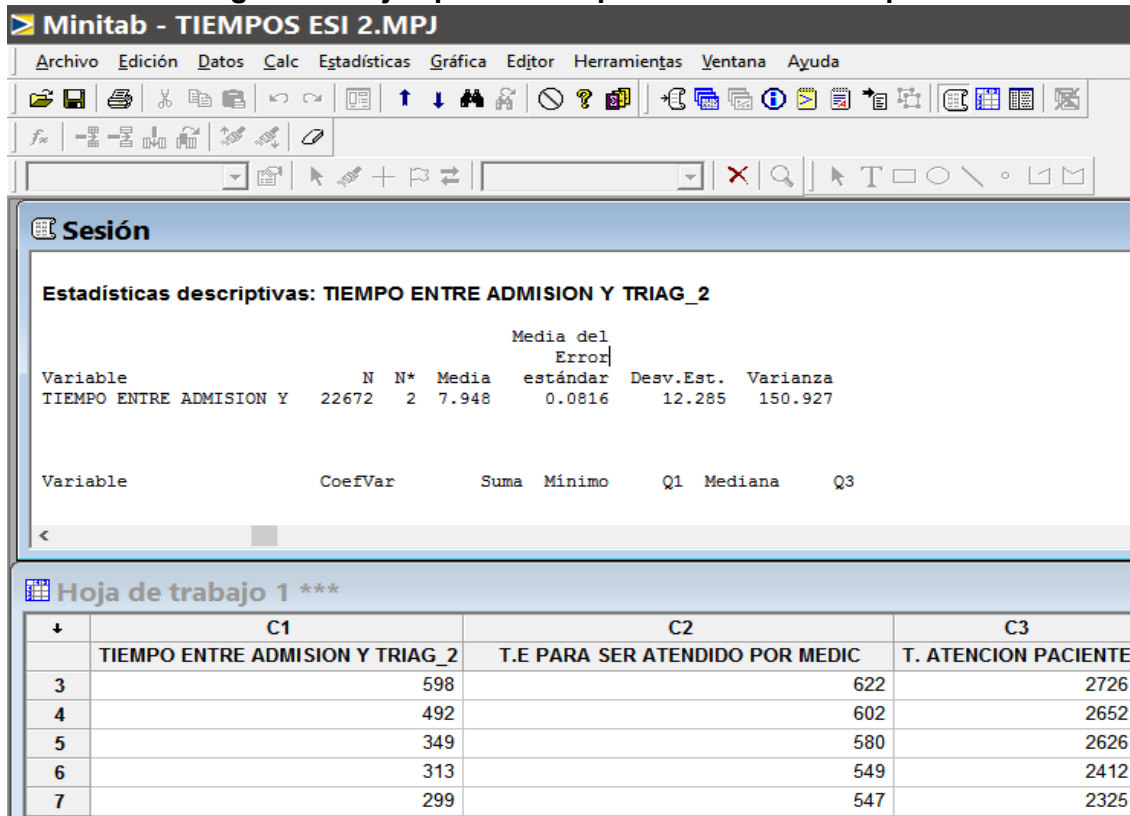 Minitab - TIEMPOS ESI 2.MPJ
Archivo Edición Datos Calc Estadísticas Gráfica Editor Herramientas Ventana Ayuda
Sesión
Estadísticas descriptivas: TIEMPO ENTRE ADMISION Y TRIAG_2
Media del
Error
Variable N N* Media estándar Desv.Est. Varianza
TIEMPO ENTRE ADMISION Y 22672 2 7.948 0.0816 12.285 150.927
Variable CoefVar Suma Mínimo Q1 Mediana Q3
Hoja de trabajo 1 ***
C1 C2 C3
TIEMPO ENTRE ADMISION Y TRIAG_2 T.E PARA SER ATENDIDO POR MEDIC T. ATENCION PACIENTE
3 598 622 2726
4 492 602 2652
5 349 580 2626
6 313 549 2412
7 299 547 2325